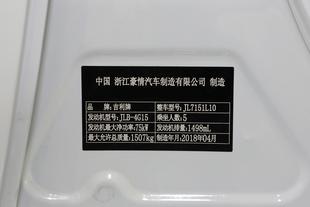 中国 浙江豪情汽车制造有限公司 制造
品 牌:吉利牌 整车型号:JL7151L10
发动机型号:JLB-4G15 乘坐人数:5
发动机最大净功率:75kW 发动机排量:1498mL
最大允许总质量:1507kg 制造年月:2018年04月